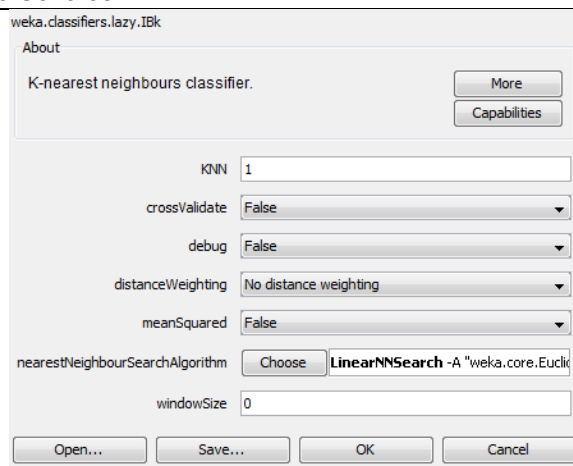 weka.classifiers.lazy.IBk
About
K-nearest neighbours classifier.
More
Capabilities
KNN 1
crossValidate False
debug False
distanceWeighting No distance weighting
meanSquared False
nearestNeighbourSearchAlgorithm Choose LinearNNSearch -A "weka.core.Euclid
windowSize 0
Open... Save... OK Cancel